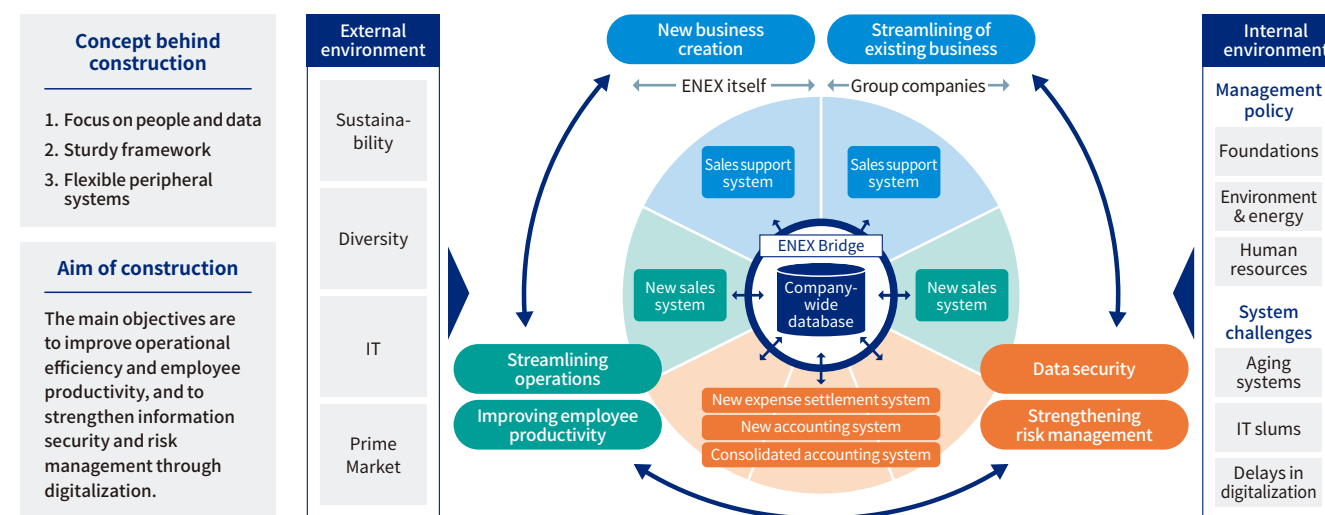 Concept behind
construction
1. Focus on people and data
2. Sturdy framework
3. Flexible peripheral
systems
Aim of construction
The main objectives are
to improve operational
efficiency and employee
productivity, and to
strengthen information
security and risk
management through
digitalization.
External
environment
Sustaina-
bility
Diversity
IT
Prime
Market
New business
creation
Streamlining of
existing business
ENEX itself
Group companies
Sales support
system
Sales support
system
ENEX Bridge
New sales
system
Company-
wide
database
New sales
system
Streamlining
operations
Improving employee
productivity
New expense settlement system
New accounting system
Consolidated accounting system
Data security
Strengthening
risk management
Internal
environment
Management
policy
Foundations
Environment
& energy
Human
resources
System
challenges
Aging
systems
IT slums
Delays in
digitalization